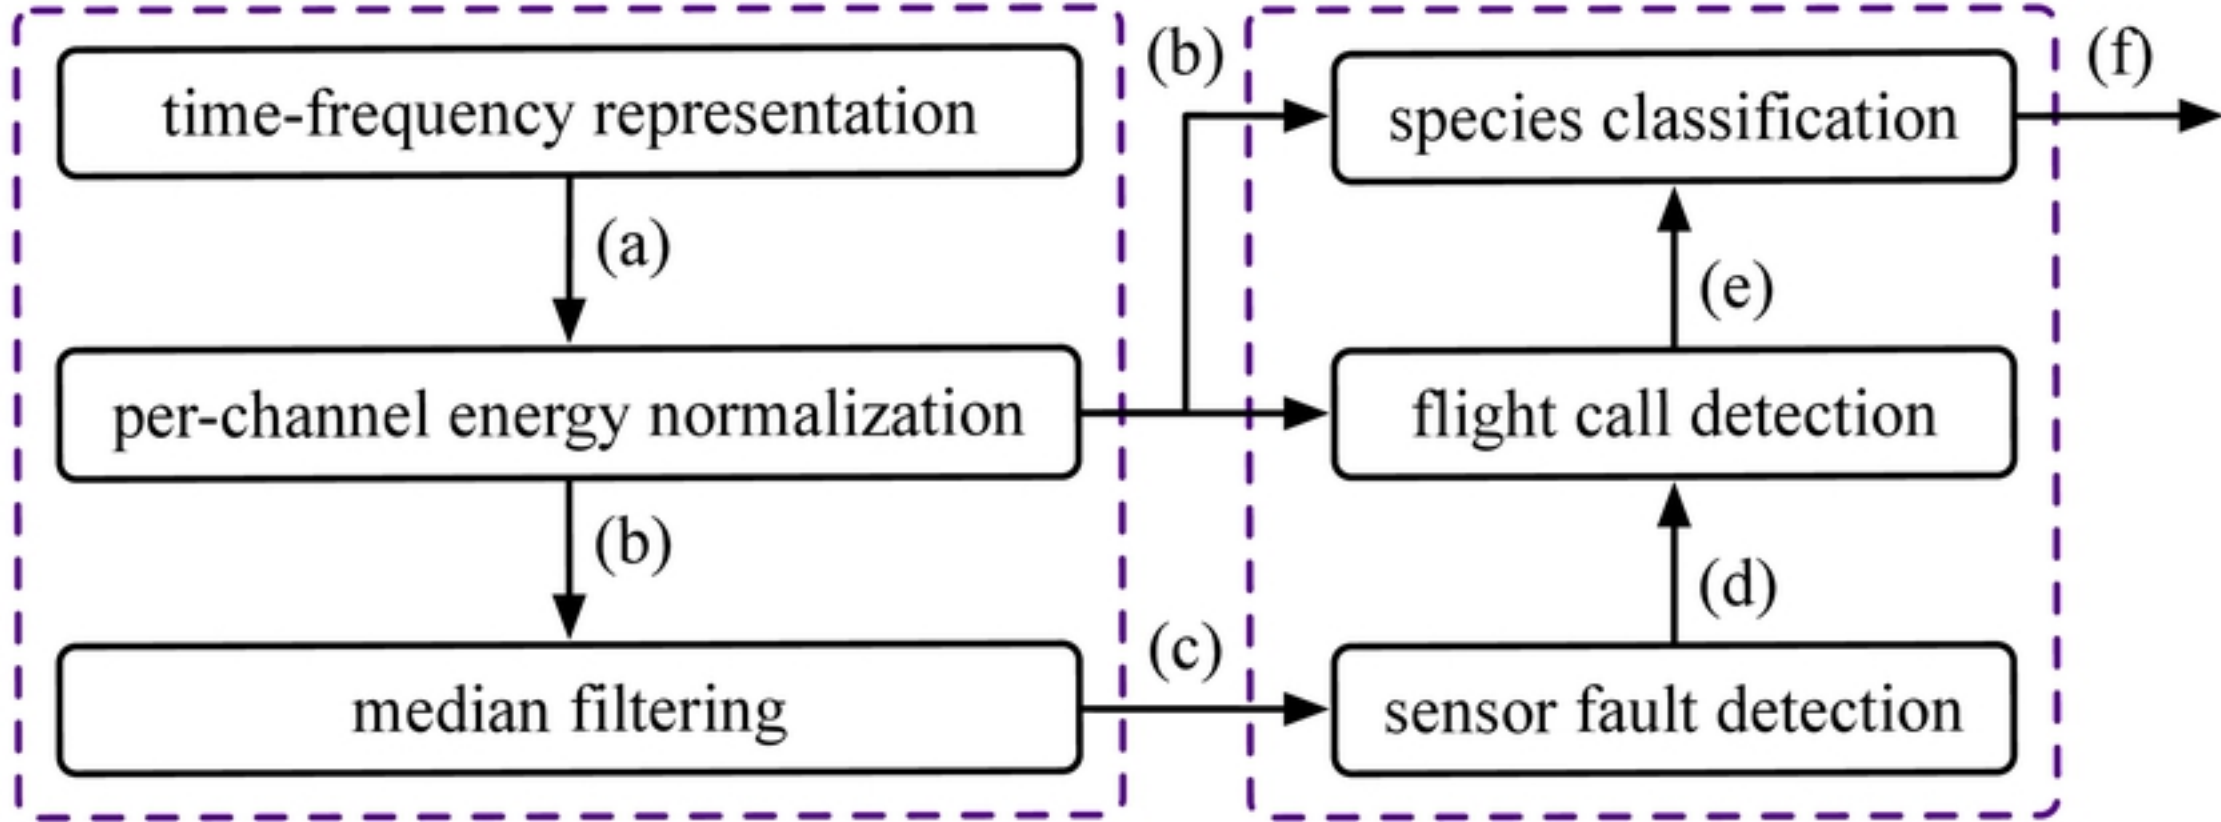 time-frequency representation
(a)
per-channel energy normalization
(b)
median filtering
(b)
(c)
species classification
(f)
(e)
flight call detection
(d)
sensor fault detection